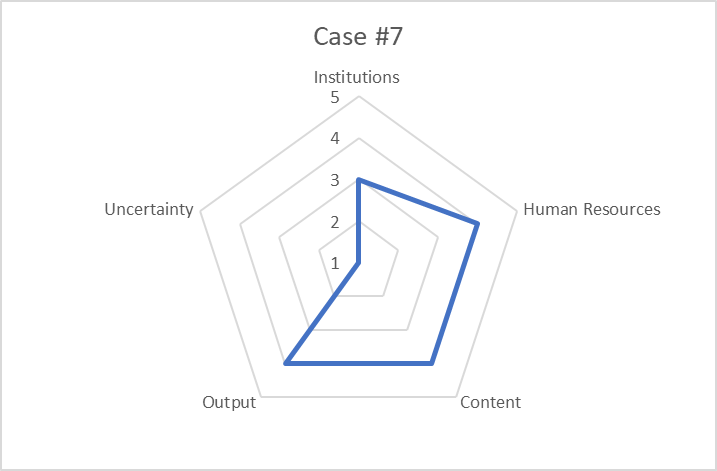 Case #7
Institutions
5
4
3
2
1
Uncertainty
Human Resources
Output
Content